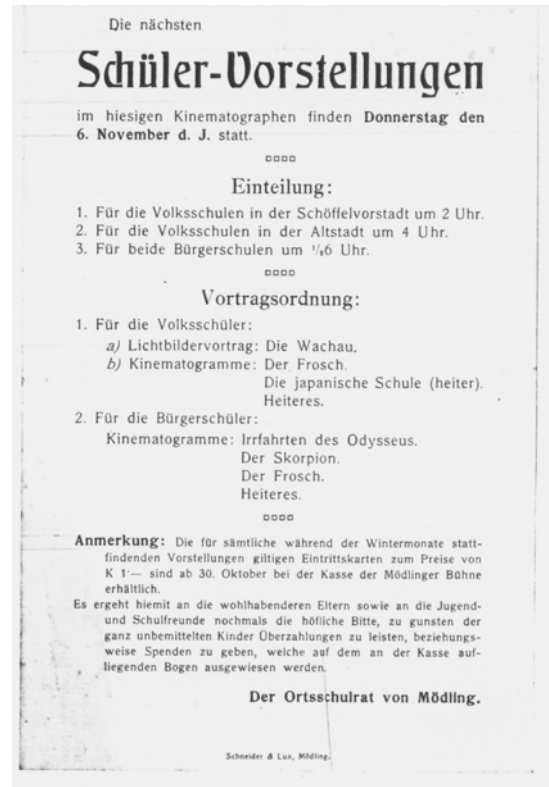 Die nächsten
Schüler-Vorstellungen
im hiesigen Kinematographen finden Donnerstag den
6. November d. J. statt.
Einteilung:
1. Für die Volksschulen in der Schöffelvorstadt um 2 Uhr.
2. Für die Volksschulen in der Altstadt um 4 Uhr.
3. Für beide Bürgerschulen um ½6 Uhr.
Vortragsordnung:
1. Für die Volksschüler:
a) Lichtbildervortrag: Die Wachau.
b) Kinematogramme: Der Frosch.
Die japanische Schule (heiter).
Heiteres.
2. Für die Bürgerschüler:
Kinematogramme: Irrfahrten des Odysseus.
Der Skorpion.
Der Frosch.
Heiteres.
Anmerkung: Die für sämtliche während der Wintermonate statt-
findenden Vorstellungen giltigen Eintrittskarten zum Preise von
K 1·— sind ab 30. Oktober bei der Kasse der Mödlinger Bühne
erhältlich.
Es ergeht hiemit an die wohlhabenderen Eltern sowie an die Jugend-
und Schulfreunde nochmals die höfliche Bitte, zu gunsten der
ganz unbemittelten Kinder Überzahlungen zu leisten, beziehungs-
weise Spenden zu geben, welche auf dem an der Kasse auf-
liegenden Bogen ausgewiesen werden.
Der Ortsschulrat von Mödling.
Schneider & Lux, Mödling.